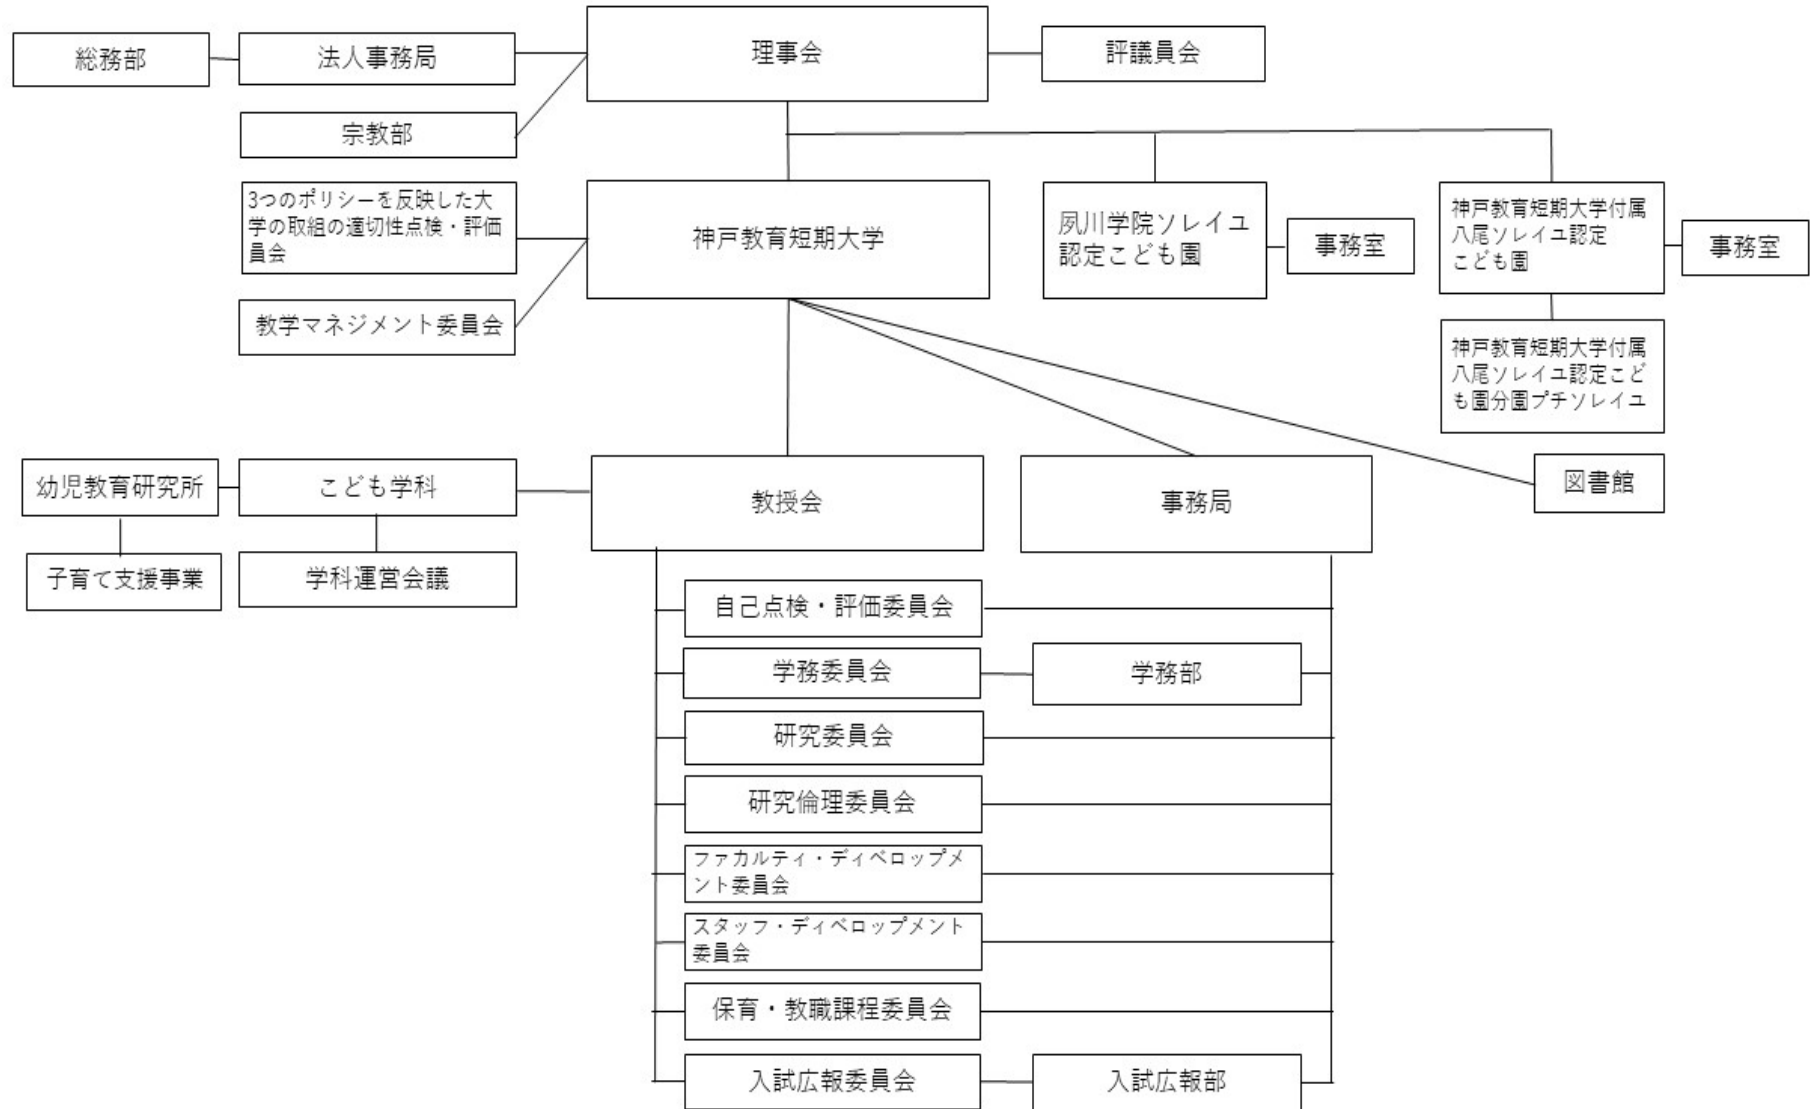 総務部
法人事務局
理事会
評議員会
宗教部
3つのポリシーを反映した大
学の取組の適切性点検・評価
員会
神戸教育短期大学
夙川学院ソレイユ
認定こども園
事務室
神戸教育短期大学付属
八尾ソレイユ認定
こども園
事務室
教学マネジメント委員会
神戸教育短期大学付属
八尾ソレイユ認定こど
も園分園プチソレイユ
幼児教育研究所
こども学科
教授会
事務局
図書館
子育て支援事業
学科運営会議
自己点検・評価委員会
学務委員会
学務部
研究委員会
研究倫理委員会
ファカルティ・ディベロップメ
ント委員会
スタッフ・ディベロップメント
委員会
保育・教職課程委員会
入試広報委員会
入試広報部